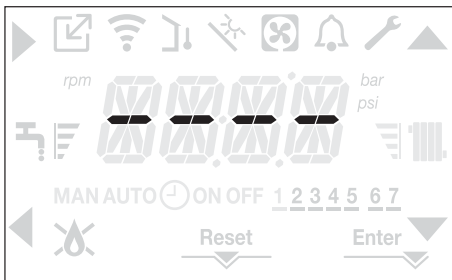 rpm
bar
psi
- - - -
MAN AUTO ON OFF 1 2 3 4 5 6 7
Reset
Enter